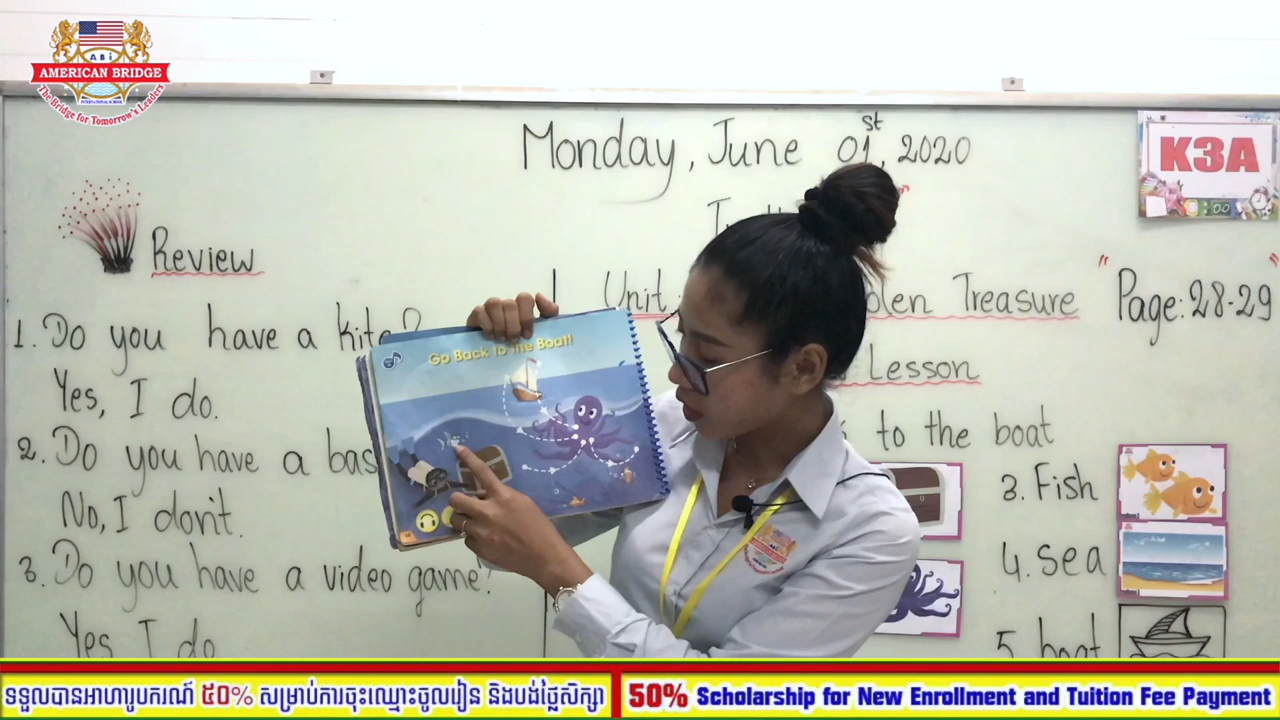 ABi
AMERICAN BRIDGE
INTERNATIONAL SCHOOL
The Bridge for Tomorrow's Leaders
Monday, June 01st, 2020
K3A
Review
1. Do you have a kite?
Yes, I do.
2. Do you have a bas
No, I don't.
3. Do you have a video game?
Yes I do
Unit
olen Treasure
"Page: 28-29"
Lesson
to the boat
3. Fish
4. sea
5. boat
Go Back to the Boat!
ទទួលបានអាហារូបករណ៍ ៥០% សម្រាប់ការចុះឈ្មោះចូលរៀន និងបង់ថ្លៃសិក្សា
50% Scholarship for New Enrollment and Tuition Fee Payment